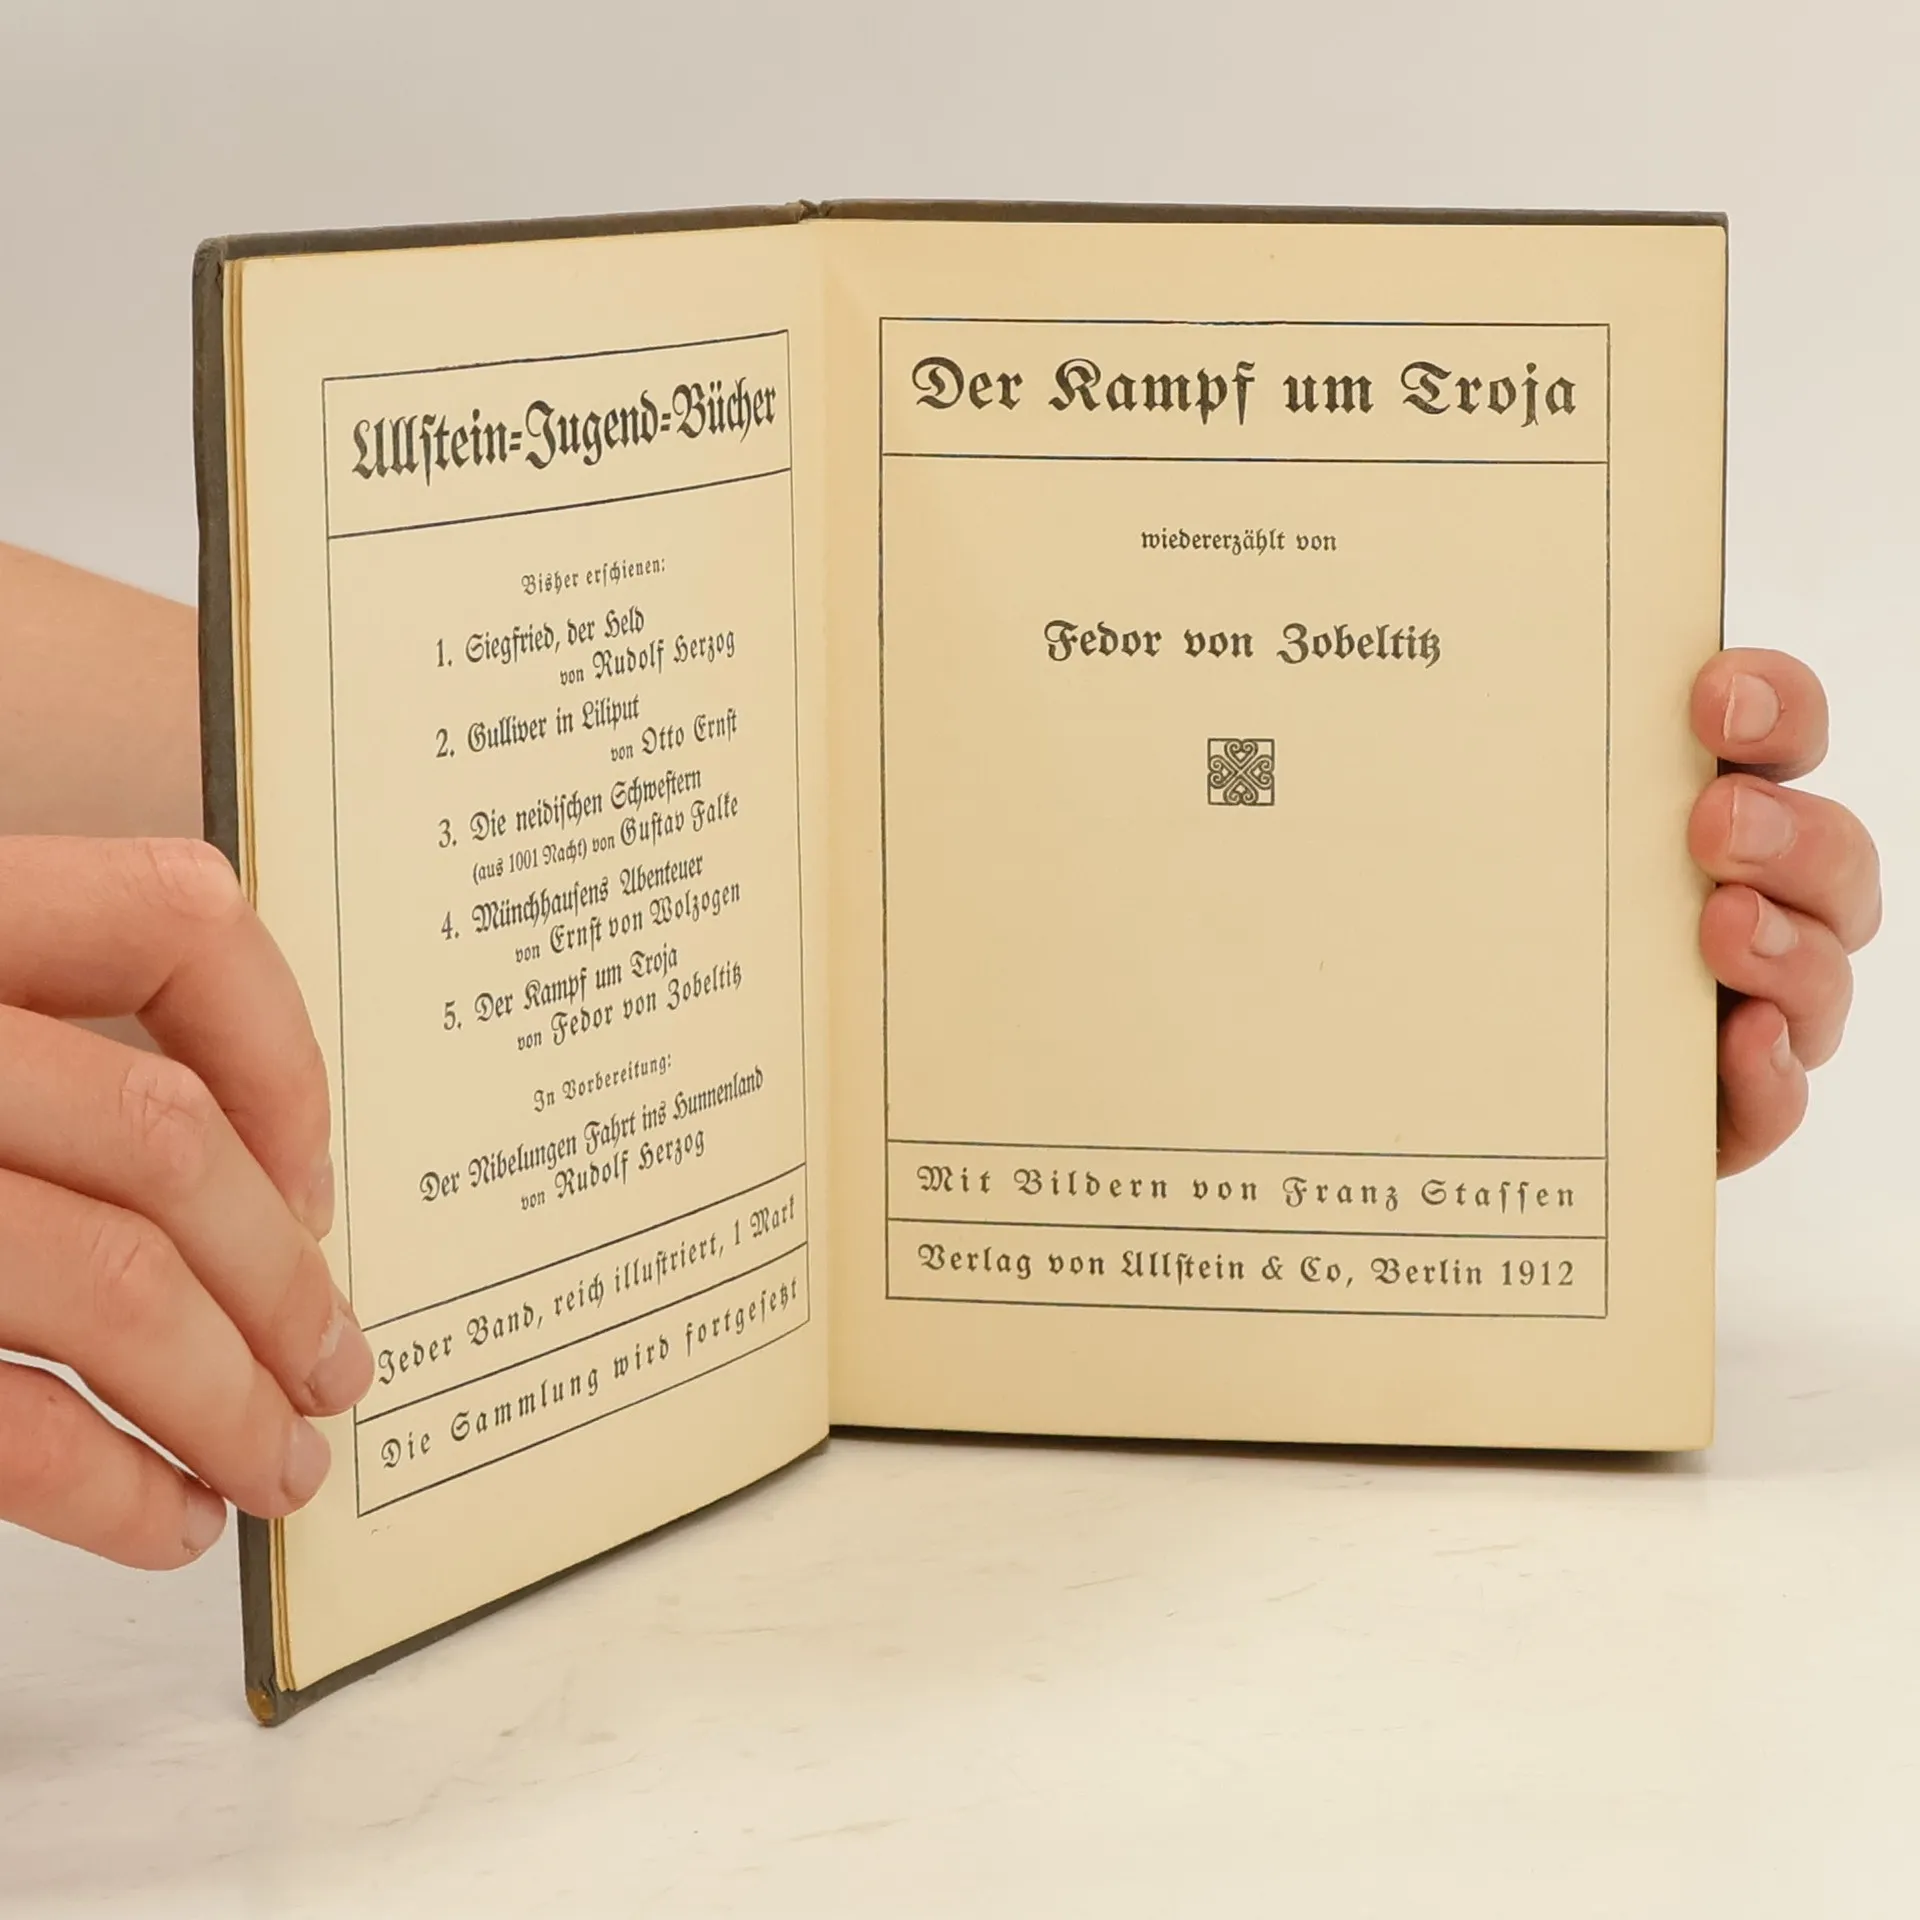 Ullſtein=Jugend=Bücher
Bisher erſchienen:
1. Siegfried, der Held
von Rudolf Herzog
2. Gulliver in Liliput
von Otto Ernſt
3. Die neidiſchen Schweſtern
(aus 1001 Nacht) von Guſtav Falke
4. Münchhauſens Abenteuer
von Ernſt von Wolzogen
5. Der Kampf um Troja
von Fedor von Zobeltitz
In Vorbereitung:
Der Nibelungen Fahrt ins Hunnenland
von Rudolf Herzog
Jeder Band, reich illuſtriert, 1 Mark
Die Sammlung wird fortgeſetzt
Der Kampf um Troja
wiedererzählt von
Fedor von Zobeltitz
Mit Bildern von Franz Staſſen
Verlag von Ullſtein & Co, Berlin 1912